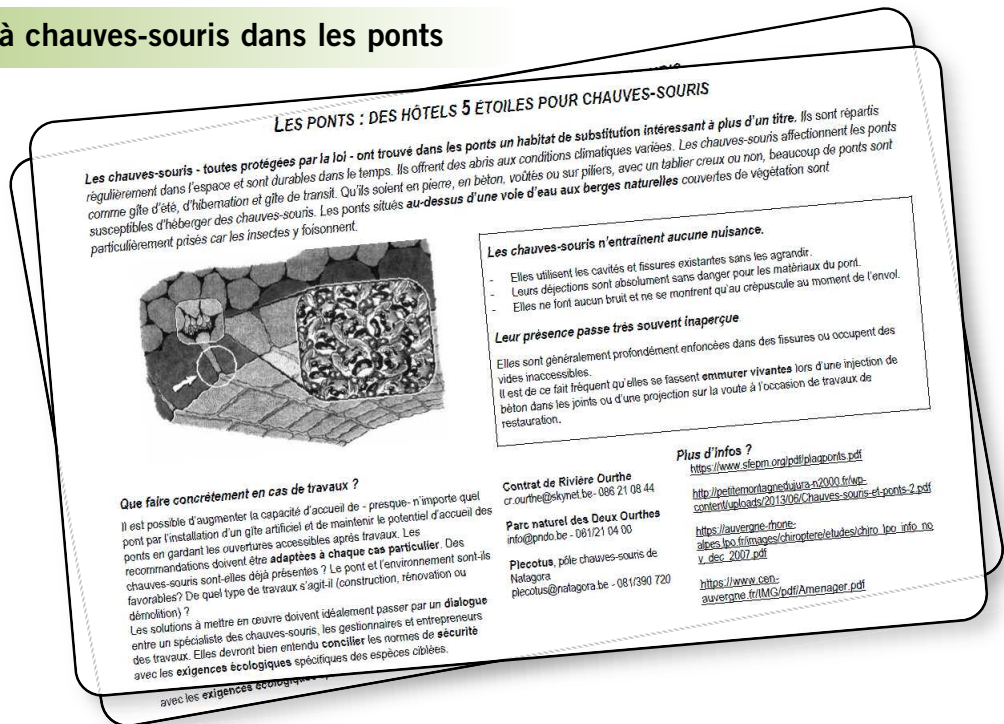 à chauves-souris dans les ponts
LES PONTS : DES HÔTELS 5 ÉTOILES POUR CHAUVES-SOURIS
Les chauves-souris - toutes protégées par la loi - ont trouvé dans les ponts un habitat de substitution intéressant à plus d'un titre. Ils sont répartis
régulièrement dans l'espace et sont durables dans le temps. Ils offrent des abris aux conditions climatiques variées. Les chauves-souris affectionnent les ponts
comme gîte d'été, d'hibernation et gîte de transit. Qu'ils soient en pierre, en béton, voûtés ou sur piliers, avec un tablier creux ou non, beaucoup de ponts sont
susceptibles d'héberger des chauves-souris. Les ponts situés au-dessus d'une voie d'eau aux berges naturelles couvertes de végétation sont
particulièrement prisés car les insectes y foisonnent.
Les chauves-souris n'entraînent aucune nuisance.
- Elles utilisent les cavités et fissures existantes sans les agrandir.
- Leurs déjections sont absolument sans danger pour les matériaux du pont.
- Elles ne font aucun bruit et ne se montrent qu'au crépuscule au moment de l'envol.
Leur présence passe très souvent inaperçue
Elles sont généralement profondément enfoncées dans des fissures ou occupent des
vides inaccessibles.
Il est de ce fait fréquent qu'elles se fassent emmurer vivantes lors d'une injection de
béton dans les joints ou d'une projection sur la voute à l'occasion de travaux de
restauration.
Que faire concrètement en cas de travaux ?
Il est possible d'augmenter la capacité d'accueil de - presque- n'importe quel
pont par l'installation d'un gîte artificiel et de maintenir le potentiel d'accueil des
ponts en gardant les ouvertures accessibles après travaux. Les
recommandations doivent être adaptées à chaque cas particulier. Des
chauves-souris sont-elles déjà présentes ? Le pont et l'environnement sont-ils
favorables? De quel type de travaux s'agit-il (construction, rénovation ou
démolition) ?
Les solutions à mettre en œuvre doivent idéalement passer par un dialogue
entre un spécialiste des chauves-souris, les gestionnaires et entrepreneurs
des travaux. Elles devront bien entendu concilier les normes de sécurité
avec les exigences écologiques spécifiques des espèces ciblées.
Contrat de Rivière Ourthe
cr.ourthe@skynet.be- 086 21 08 44
Parc naturel des Deux Ourthes
info@pndo.be - 061/21 04 00
Plecotus, pôle chauves-souris de
Natagora
plecotus@natagora.be - 081/390 720
Plus d'infos ?
https://www.sfepm.org/pdf/plaqponts.pdf
http://petitemontagnedujura-n2000.fr/wp-
content/uploads/2013/06/Chauves-souris-et-ponts-2.pdf
https://auvergne-rhone-
alpes.lpo.fr/images/chiroptere/etudes/chiro_lpo_info_no
v_dec_2007.pdf
https://www.cen-
auvergne.fr/IMG/pdf/Amenager.pdf
avec les exigences écologiques